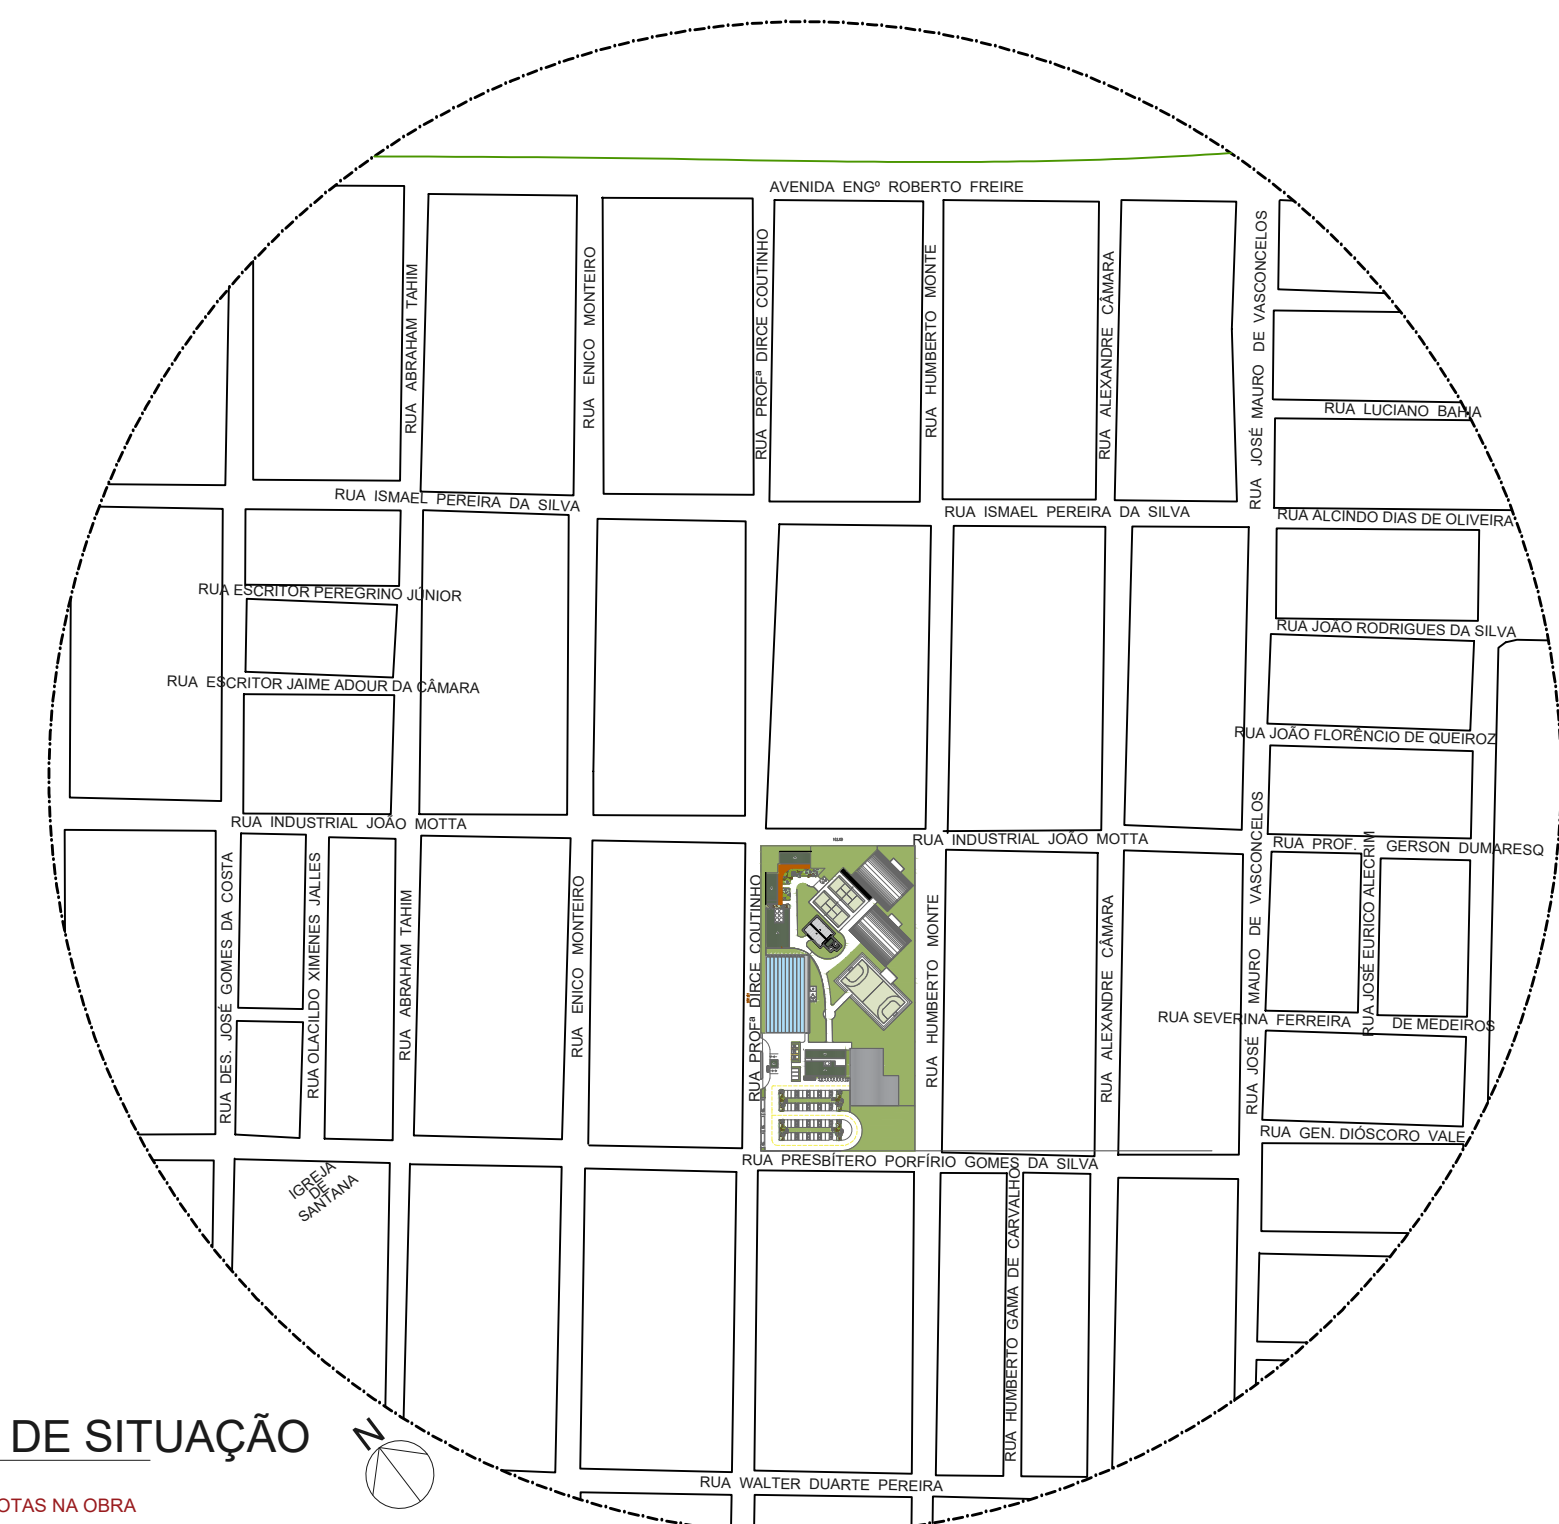 AVENIDA ENGº ROBERTO FREIRE
RUA ABRAHAM TAHIM
RUA ENICO MONTEIRO
RUA PROFª DIRCE COUTINHO
RUA HUMBERTO MONTE
RUA ALEXANDRE CÂMARA
RUA JOSÉ MAURO DE VASCONCELOS
RUA LUCIANO BAHIA
RUA ISMAEL PEREIRA DA SILVA
RUA ISMAEL PEREIRA DA SILVA
RUA ALCINDO DIAS DE OLIVEIRA
RUA ESCRITOR PEREGRINO JÚNIOR
RUA JOÃO RODRIGUES DA SILVA
RUA ESCRITOR JAIME ADOUR DA CÂMARA
RUA JOÃO FLORÊNCIO DE QUEIROZ
RUA INDUSTRIAL JOÃO MOTTA
RUA INDUSTRIAL JOÃO MOTTA
RUA PROF. GERSON DUMARESQ
RUA DES. JOSÉ GOMES DA COSTA
RUA OLACILDO XIMENES JALLES
RUA ABRAHAM TAHIM
RUA ENICO MONTEIRO
RUA PROFª DIRCE COUTINHO
RUA HUMBERTO MONTE
RUA ALEXANDRE CÂMARA
RUA JOSÉ MAURO DE VASCONCELOS
RUA JOSÉ EURICO ALECRIM
RUA SEVERINA FERREIRA DE MEDEIROS
RUA GEN. DIÓSCORO VALE
RUA PRESBÍTERO PORFÍRIO GOMES DA SILVA
IGREJA
DE
SANTANA
RUA HUMBERTO GAMA DE CARVALHO
RUA WALTER DUARTE PEREIRA
DE SITUAÇÃO
N
OTAS NA OBRA